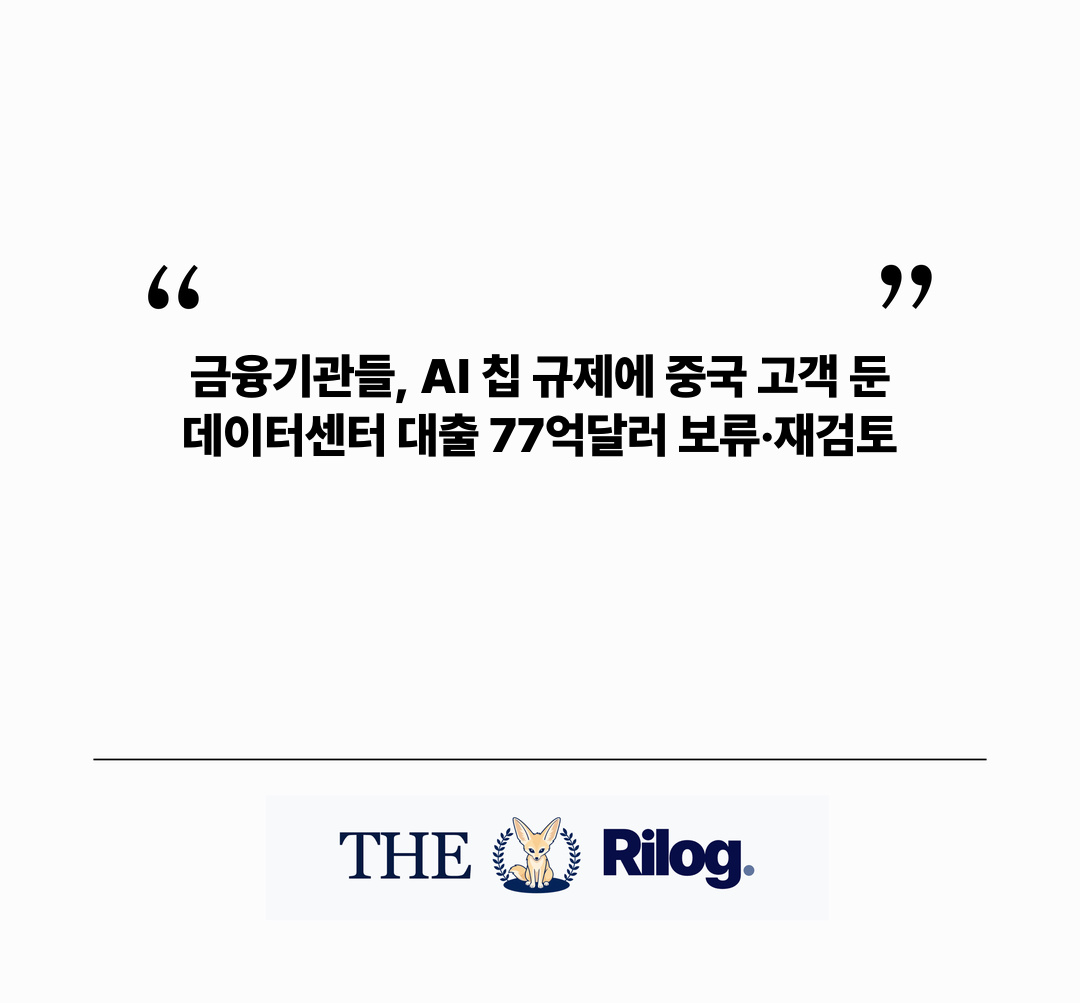 “ ”
금융기관들, AI 칩 규제에 중국 고객 둔
데이터센터 대출 77억달러 보류·재검토
THE Rilog.